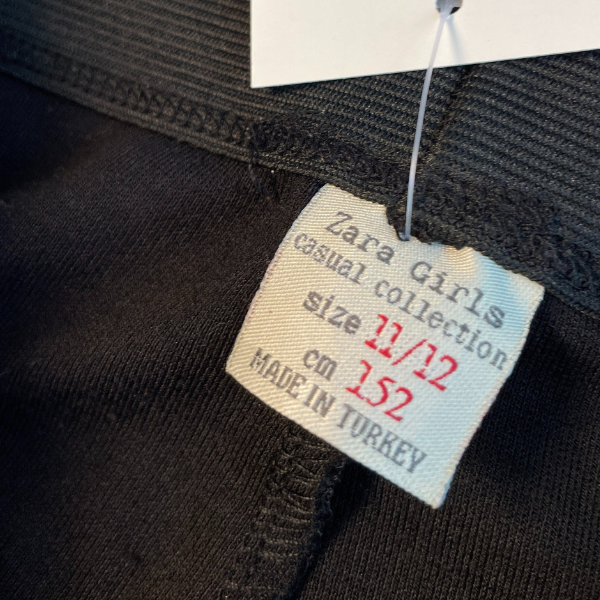 Zara Girls
casual collection
size 11/12
cm 152
MADE IN TURKEY